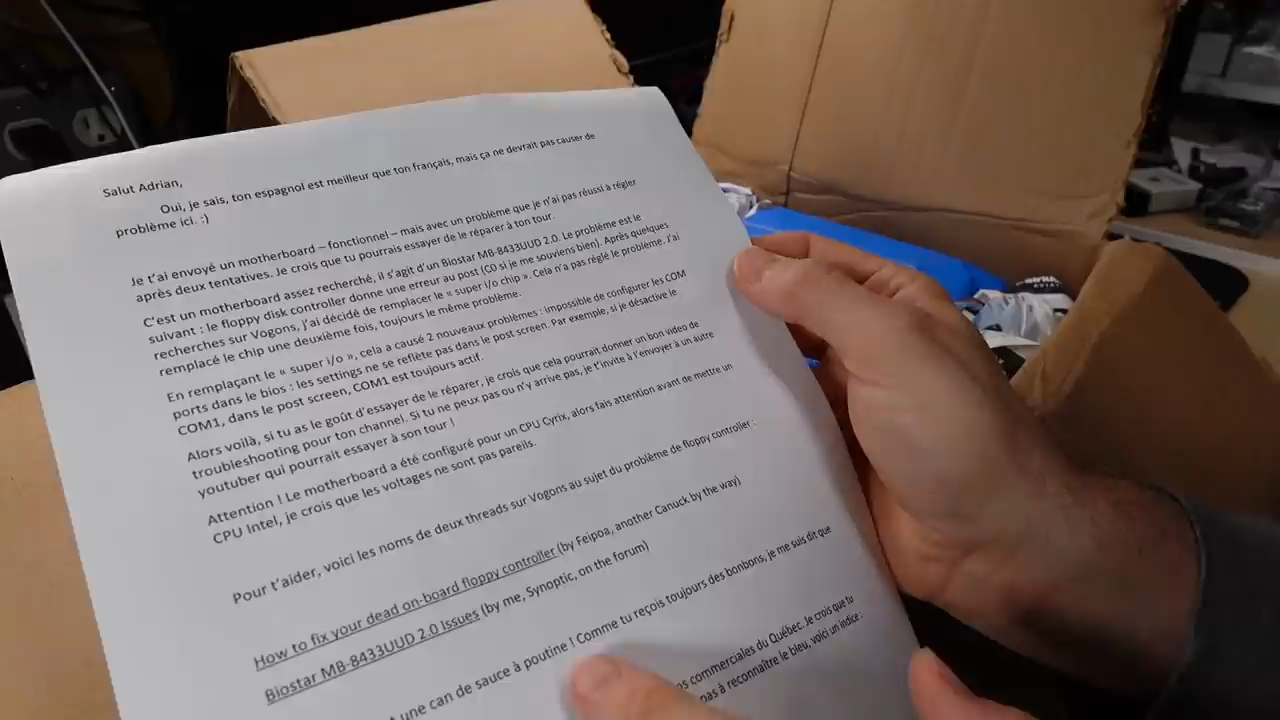 Salut Adrian,
Oui, je sais, ton espagnol est meilleur que ton français, mais ça ne devrait pas causer de
problème ici. :)
Je t'ai envoyé un motherboard – fonctionnel – mais avec un problème que je n'ai pas réussi à régler
après deux tentatives. Je crois que tu pourrais essayer de le réparer à ton tour.
C'est un motherboard assez recherché, il s'agit d'un Biostar MB-8433UUD 2.0. Le problème est le
suivant : le floppy disk controller donne une erreur au post (C0 si je me souviens bien). Après quelques
recherches sur Vogons, j'ai décidé de remplacer le « super i/o chip ». Cela n'a pas réglé le problème. J'ai
remplacé le chip une deuxième fois, toujours le même problème.
En remplaçant le « super i/o », cela a causé 2 nouveaux problèmes : impossible de configurer les COM
ports dans le bios : les settings ne se reflète pas dans le post screen. Par exemple, si je désactive le
COM1, dans le post screen, COM1 est toujours actif.
Alors voilà, si tu as le goût d'essayer de le réparer, je crois que cela pourrait donner un bon video de
troubleshooting pour ton channel. Si tu ne peux pas ou n'y arrive pas, je t'invite à l'envoyer à un autre
youtuber qui pourrait essayer à son tour !
Attention ! Le motherboard a été configuré pour un CPU Cyrix, alors fais attention avant de mettre un
CPU Intel, je crois que les voltages ne sont pas pareils.
Pour t'aider, voici les noms de deux threads sur Vogons au sujet du problème de floppy controller :
How to fix your dead on-board floppy controller (by Feipoa, another Canuck by the way)
Biostar MB-8433UUD 2.0 Issues (by me, Synoptic, on the forum)
une can de sauce à poutine ! Comme tu reçois toujours des bonbons, je me suis dit que
commerciales du Québec. Je crois que tu
pas à reconnaître le bleu, voici un indice.